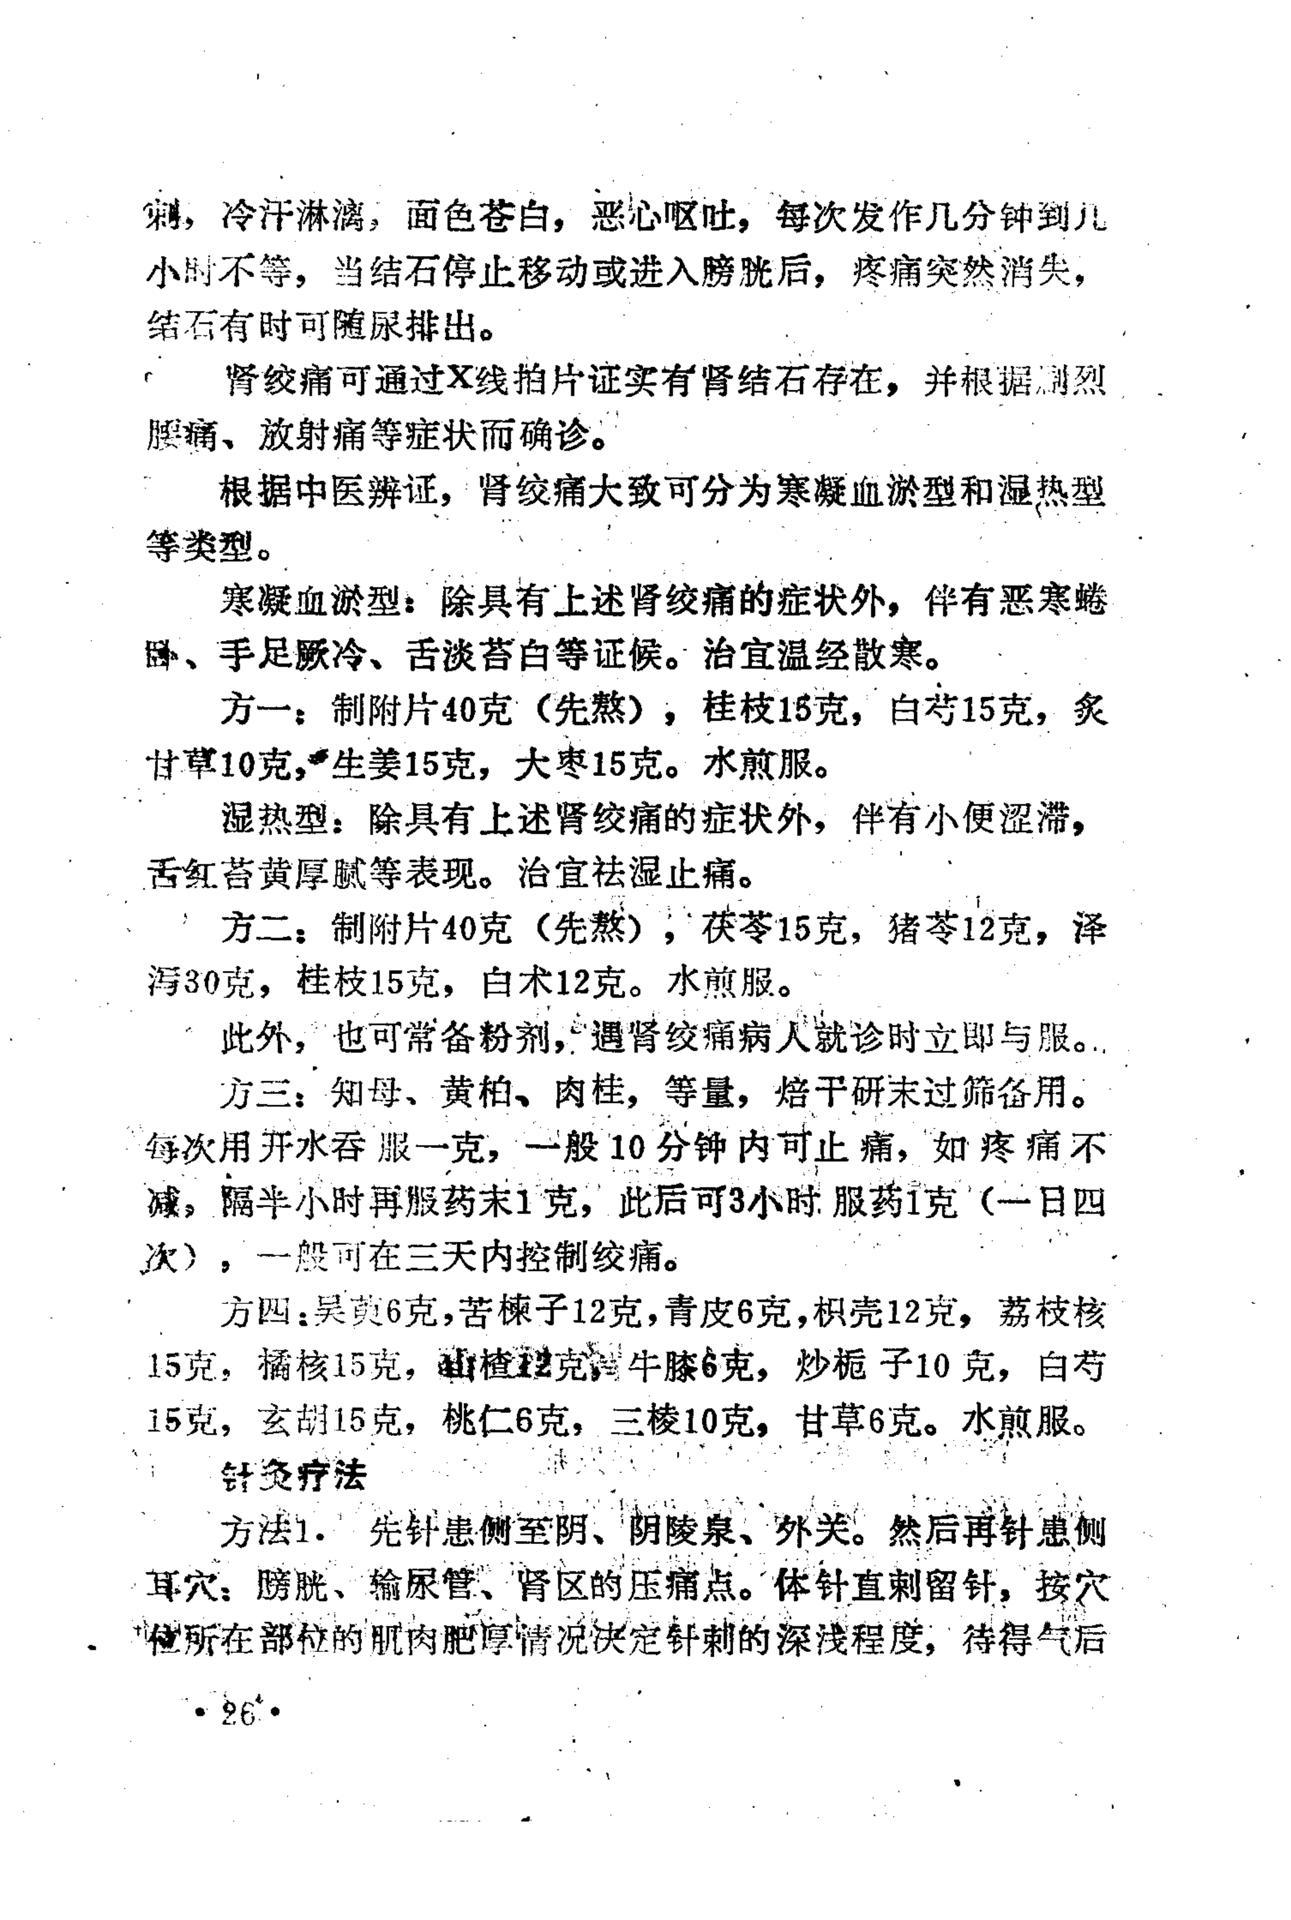 刺，冷汗淋漓，面色苍白，恶心呕吐，每次发作几分钟到几
小时不等，当结石停止移动或进入膀胱后，疼痛突然消失，
结石有时可随尿排出。
肾绞痛可通过X线拍片证实有肾结石存在，并根据剧烈
腰痛、放射痛等症状而确诊。
根据中医辨证，肾绞痛大致可分为寒凝血淤型和湿热型
等类型。
寒凝血淤型：除具有上述肾绞痛的症状外，伴有恶寒蜷
卧、手足厥冷、舌淡苔白等证候。治宜温经散寒。
方一：制附片40克（先熬），桂枝15克，白芍15克，炙
甘草10克，生姜15克，大枣15克。水煎服。
湿热型：除具有上述肾绞痛的症状外，伴有小便涩滞，
舌红苔黄厚腻等表现。治宜祛湿止痛。
方二：制附片40克（先熬），茯苓15克，猪苓12克，泽
泻30克，桂枝15克，白术12克。水煎服。
此外，也可常备粉剂，遇肾绞痛病人就诊时立即与服。
方三：知母、黄柏、肉桂，等量，焙干研末过筛备用。
每次用开水吞服一克，一般10分钟内可止痛，如疼痛不
减，隔半小时再服药末1克，此后可3小时服药1克（一日四
次），一般可在三天内控制绞痛。
方四：吴萸6克，苦楝子12克，青皮6克，枳壳12克，荔枝核
15克，橘核15克，山楂12克，牛膝6克，炒栀子10克，白芍
15克，玄胡15克，桃仁6克，三棱10克，甘草6克。水煎服。
针灸疗法
方法1．先针患侧至阴、阴陵泉、外关。然后再针患侧
耳穴：膀胱、输尿管、肾区的压痛点。体针直刺留针，按穴
位所在部位的肌肉肥厚情况决定针刺的深浅程度，待得气后
·26·